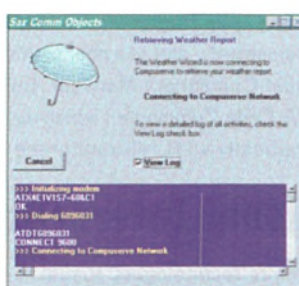 Sax Comm Objects
Retrieving Weather Report
The Weather Wizard is now connecting to
Compuserve to retrieve your weather report.
Connecting to Compuserve Network
To view a detailed log of all activities, check the
View Log check box.
Cancel
View Log
>>> Initializing modem
OK
>>> Dialing 6896831
ATDT6896831
CONNECT 9600
>>> Connecting to Compuserve Network